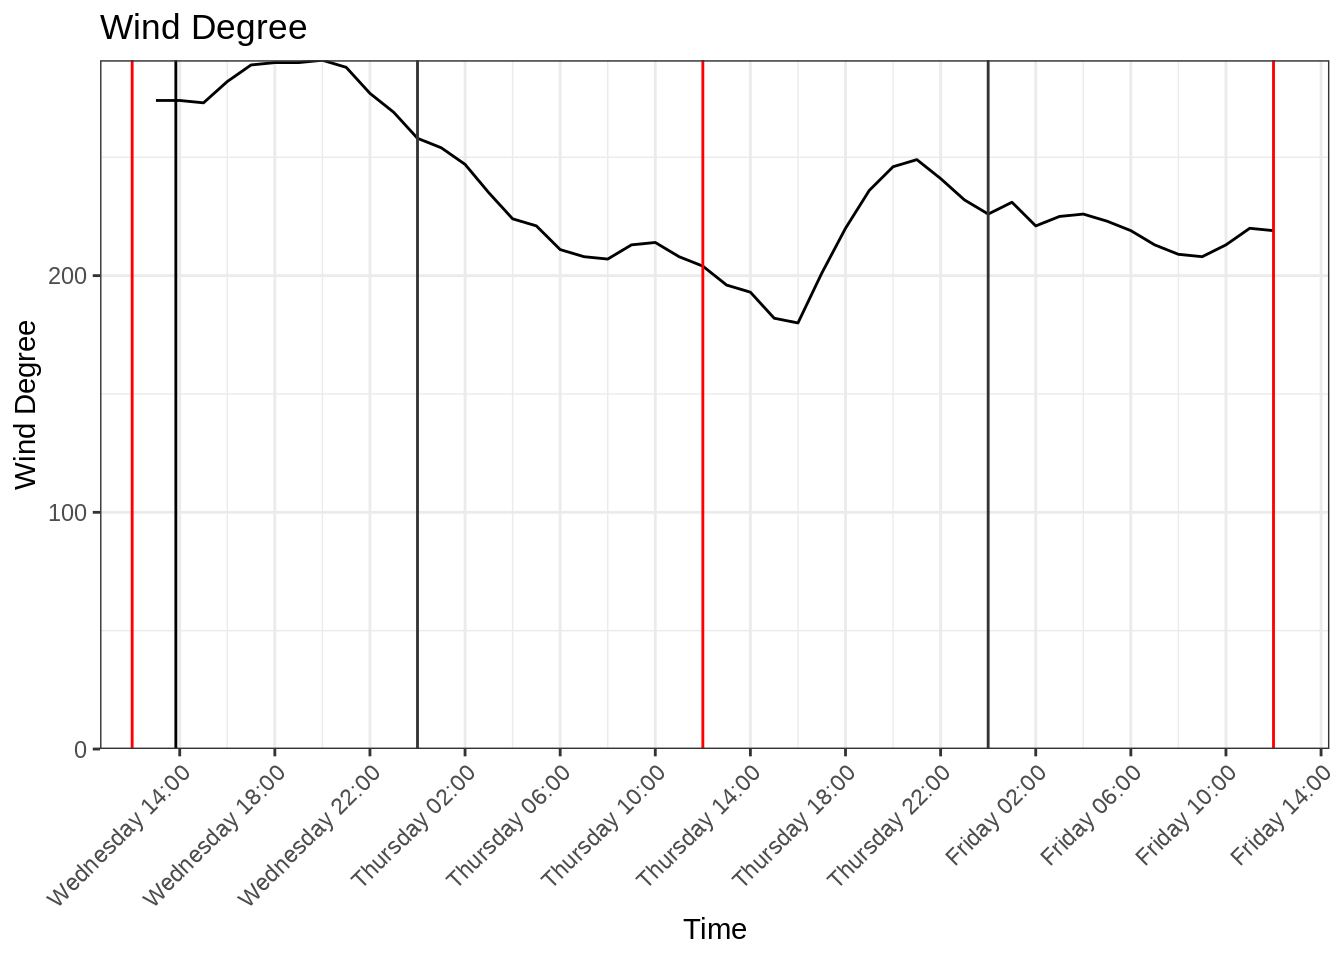 Wind Degree
Wind Degree
200
100
0
Wednesday 14:00
Wednesday 18:00
Wednesday 22:00
Thursday 02:00
Thursday 06:00
Thursday 10:00
Thursday 14:00
Thursday 18:00
Thursday 22:00
Friday 02:00
Friday 06:00
Friday 10:00
Friday 14:00
Time